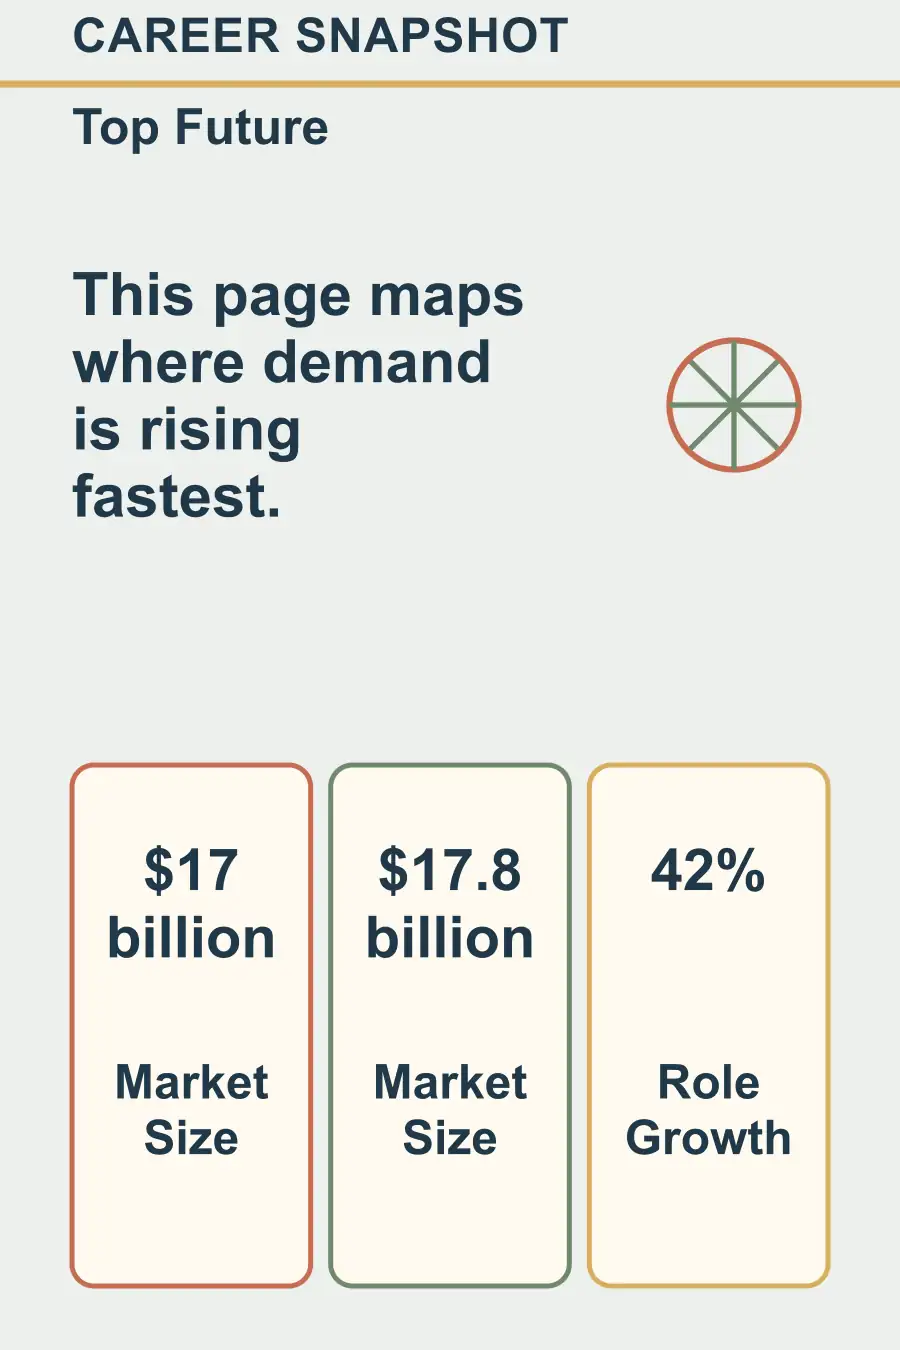 CAREER SNAPSHOT
Top Future
This page maps
where demand
is rising
fastest.
$17
billion
Market
Size
$17.8
billion
Market
Size
42%
Role
Growth